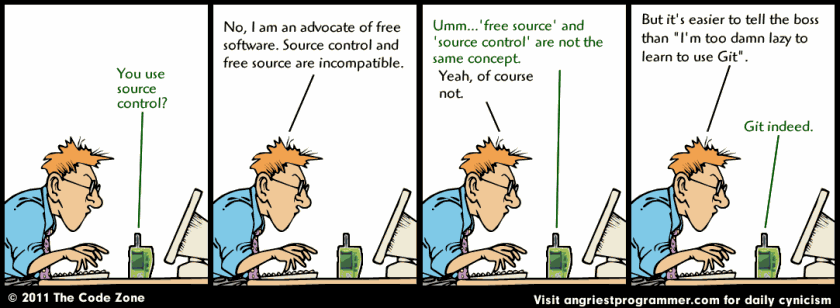 You use
source
control?
No, I am an advocate of free
software. Source control and
free source are incompatible.
Umm...'free source' and
'source control' are not the
same concept.
Yeah, of course
not.
But it's easier to tell the boss
than "I'm too damn lazy to
learn to use Git".
Git indeed.
© 2011 The Code Zone
Visit angriestprogrammer.com for daily cynicism